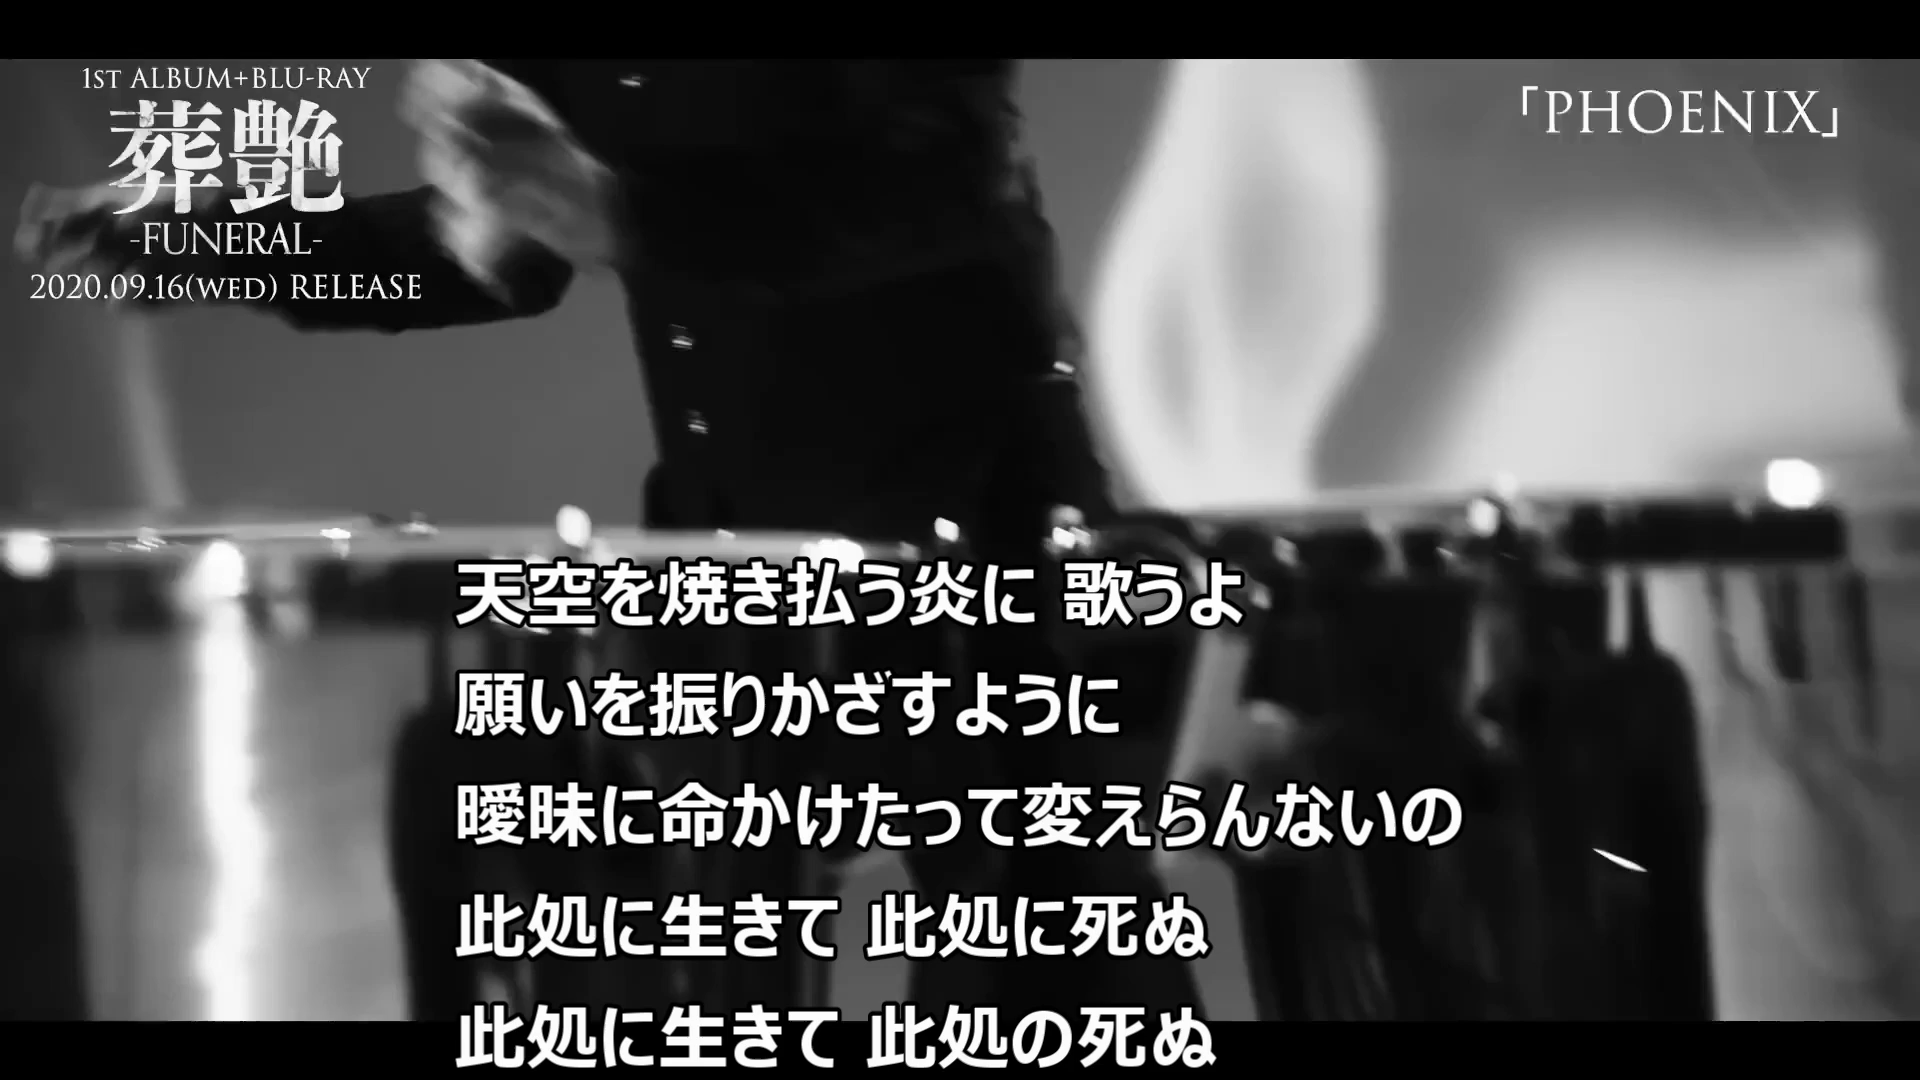 1ST ALBUM+BLU-RAY
葬艶
-FUNERAL-
2020.09.16(WED) RELEASE
「PHOENIX」
天空を焼き払う炎に 歌うよ
願いを振りかざすように
曖昧に命かけたって変えらんないの
此処に生きて 此処に死ぬ
此処に生きて 此処の死ぬ